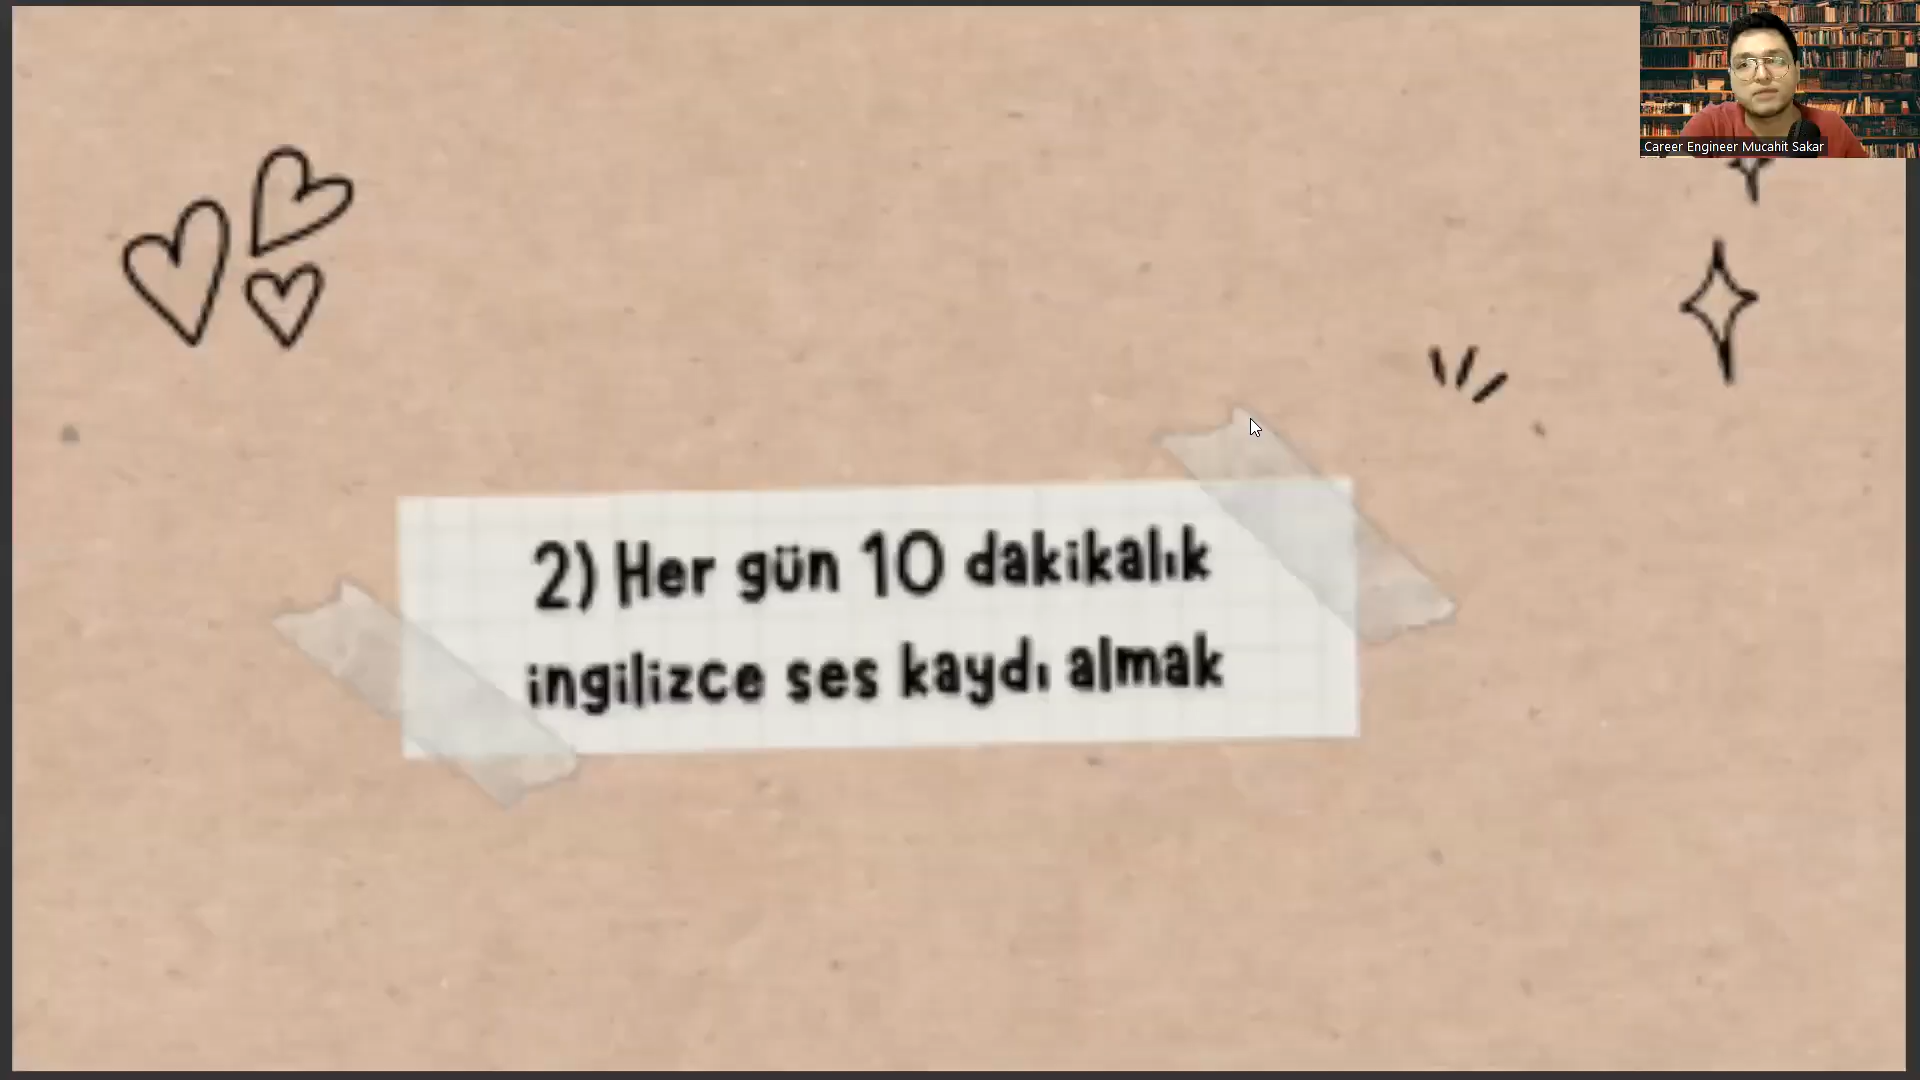 Career Engineer Mucahit Sakar
2) Her gün 10 dakikalık
ingilizce ses kaydı almak